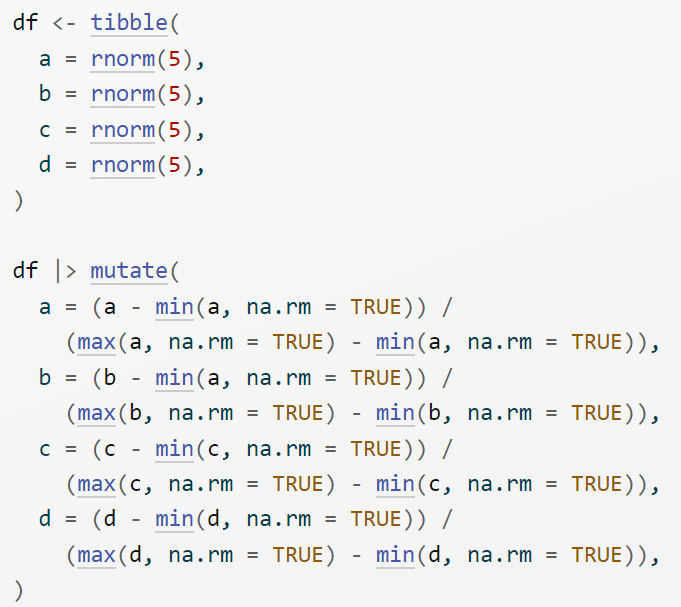 df <- tibble(
  a = rnorm(5),
  b = rnorm(5),
  c = rnorm(5),
  d = rnorm(5),
)

df |> mutate(
  a = (a - min(a, na.rm = TRUE)) /
    (max(a, na.rm = TRUE) - min(a, na.rm = TRUE)),
  b = (b - min(a, na.rm = TRUE)) /
    (max(b, na.rm = TRUE) - min(b, na.rm = TRUE)),
  c = (c - min(c, na.rm = TRUE)) /
    (max(c, na.rm = TRUE) - min(c, na.rm = TRUE)),
  d = (d - min(d, na.rm = TRUE)) /
    (max(d, na.rm = TRUE) - min(d, na.rm = TRUE)),
)